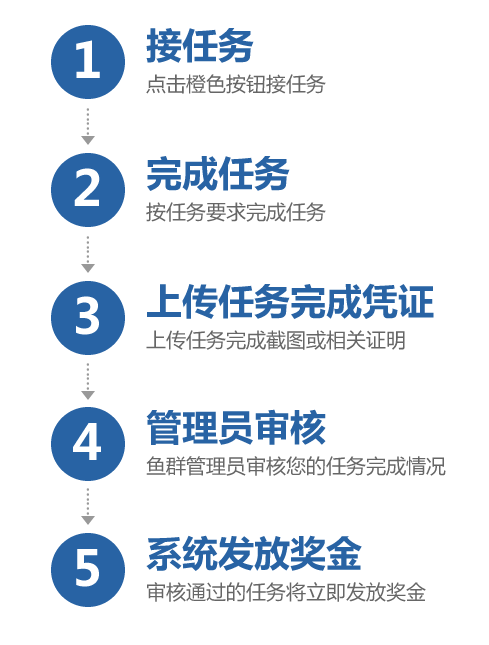 1
接任务
点击橙色按钮接任务
2
完成任务
按任务要求完成任务
3
上传任务完成凭证
上传任务完成截图或相关证明
4
管理员审核
鱼群管理员审核您的任务完成情况
5
系统发放奖金
审核通过的任务将立即发放奖金